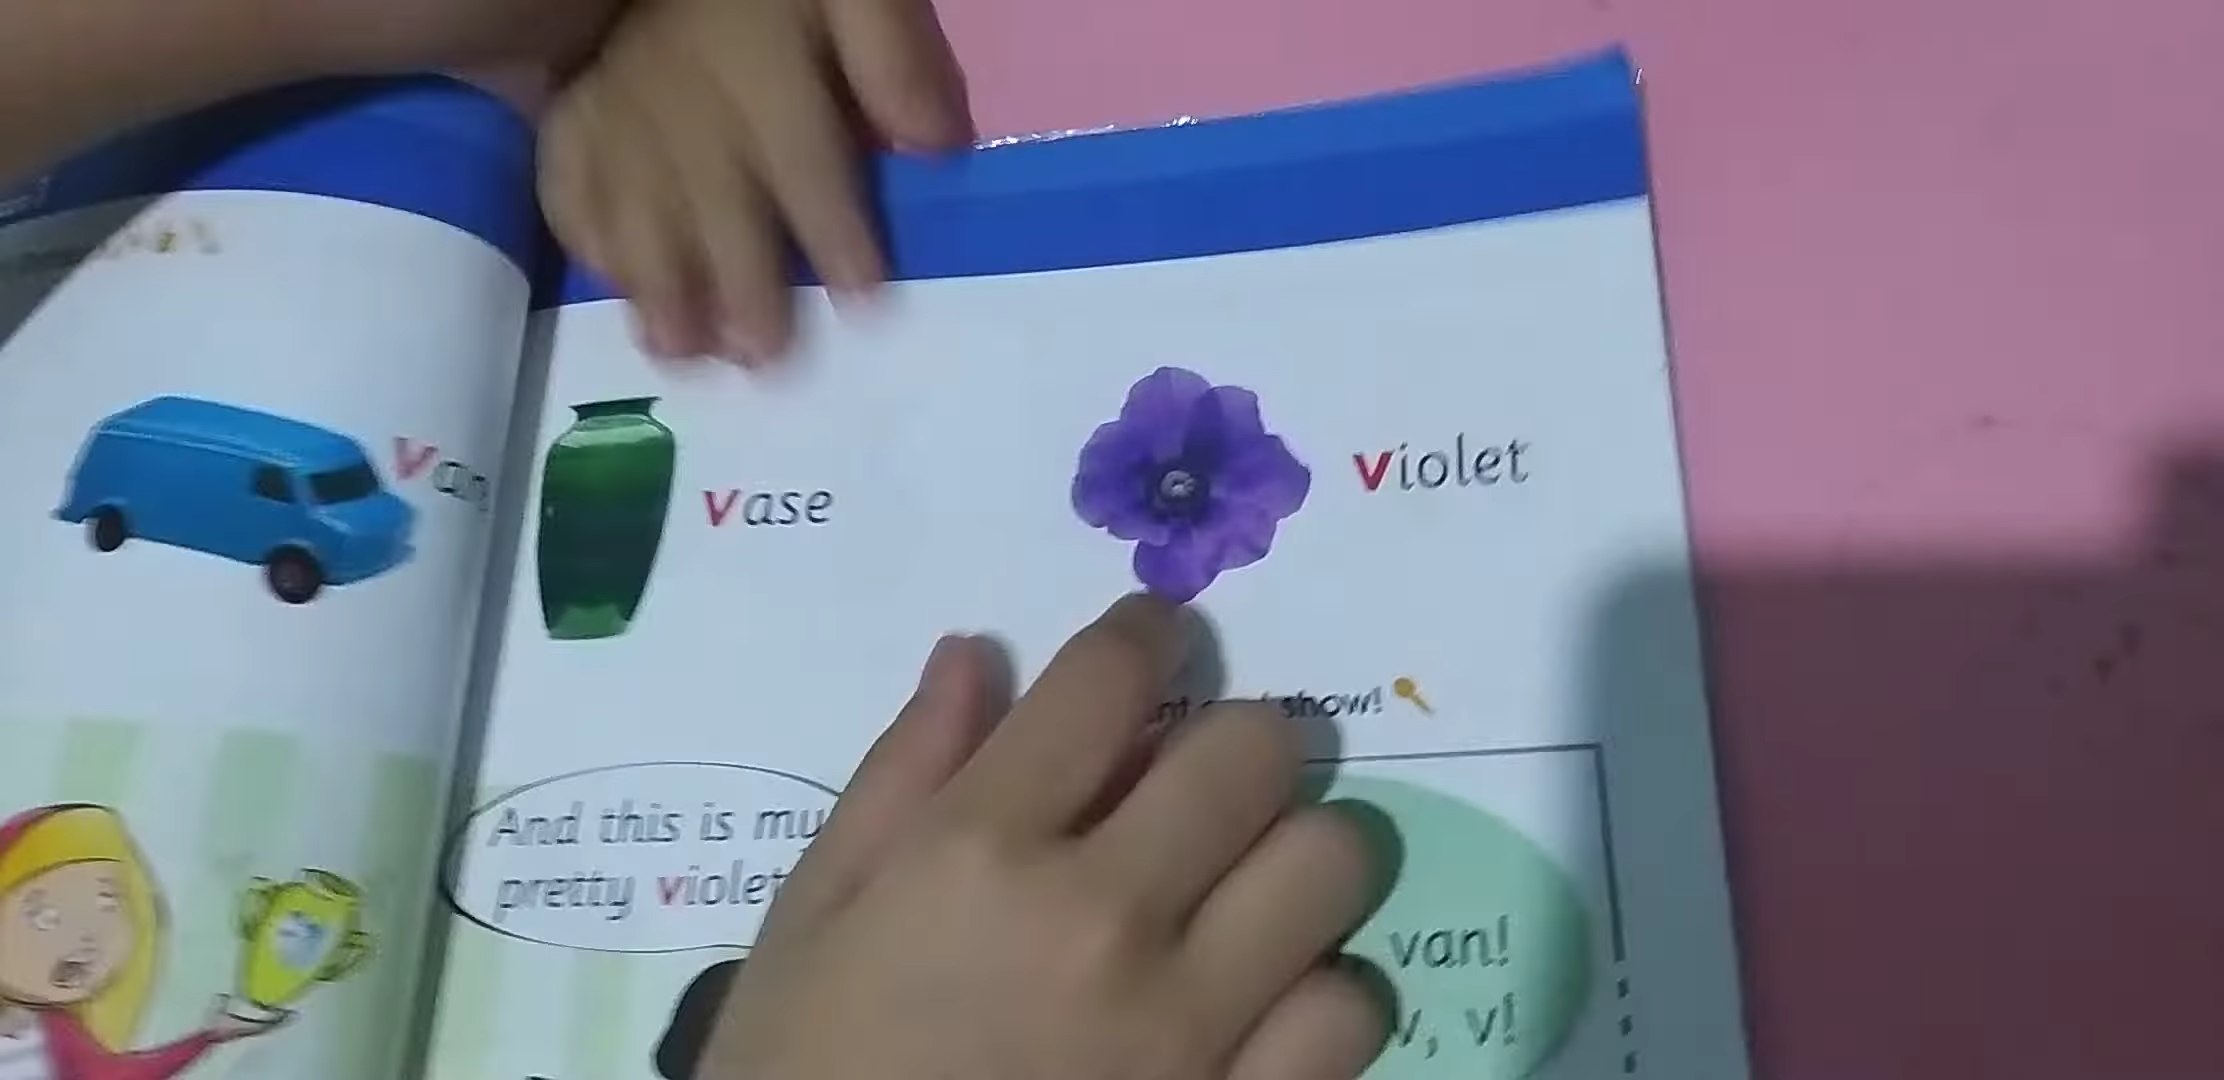 van
vase
violet
show!
And this is my
pretty violet
van!
v, v!